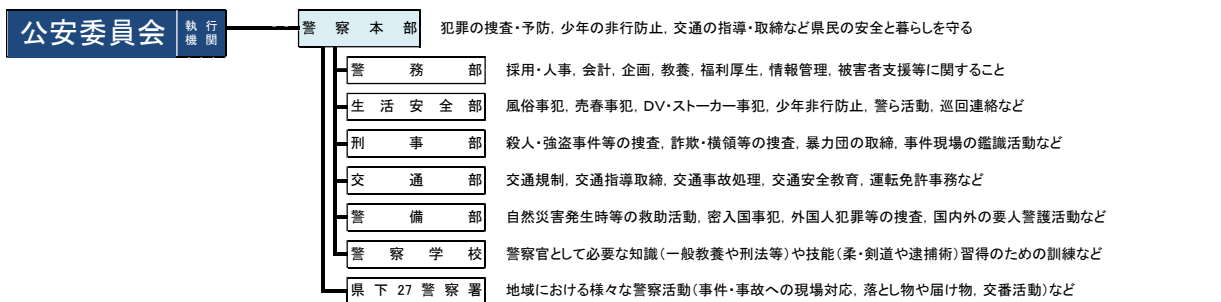 公安委員会 執行機関 警察本部 犯罪の捜査・予防, 少年の非行防止, 交通の指導・取締など県民の安全と暮らしを守る
警務部 採用・人事, 会計, 企画, 教養, 福利厚生, 情報管理, 被害者支援等に関すること
生活安全部 風俗事犯, 売春事犯, DV・ストーカー事犯, 少年非行防止, 警ら活動, 巡回連絡など
刑事部 殺人・強盗事件等の捜査, 詐欺・横領等の捜査, 暴力団の取締, 事件現場の鑑識活動など
交通部 交通規制, 交通指導取締, 交通事故処理, 交通安全教育, 運転免許事務など
警備部 自然災害発生時等の救助活動, 密入国事犯, 外国人犯罪等の捜査, 国内外の要人警護活動など
警察学校 警察官として必要な知識(一般教養や刑法等)や技能(柔・剣道や逮捕術)習得のための訓練など
県下27警察署 地域における様々な警察活動(事件・事故への現場対応, 落とし物や届け物, 交番活動)など